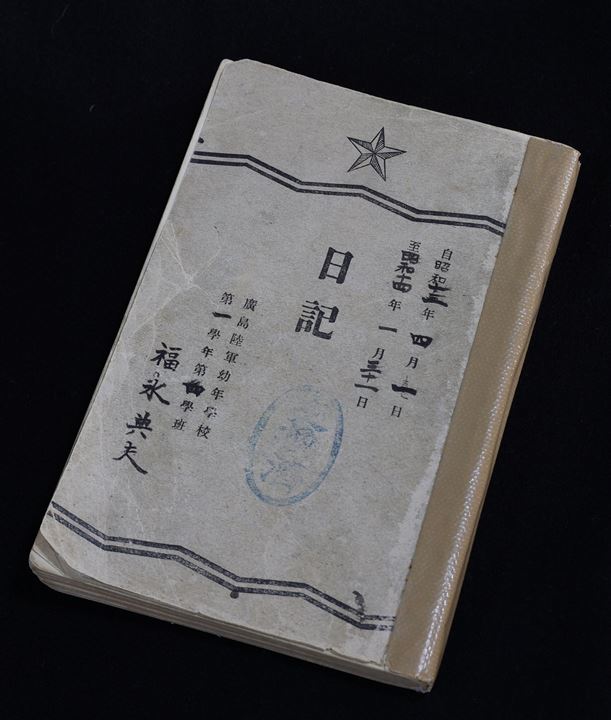 自昭和十三年四月一日
至昭和十四年一月三十一日
日記
廣島陸軍幼年學校
第一學年第四學班
福永典夫